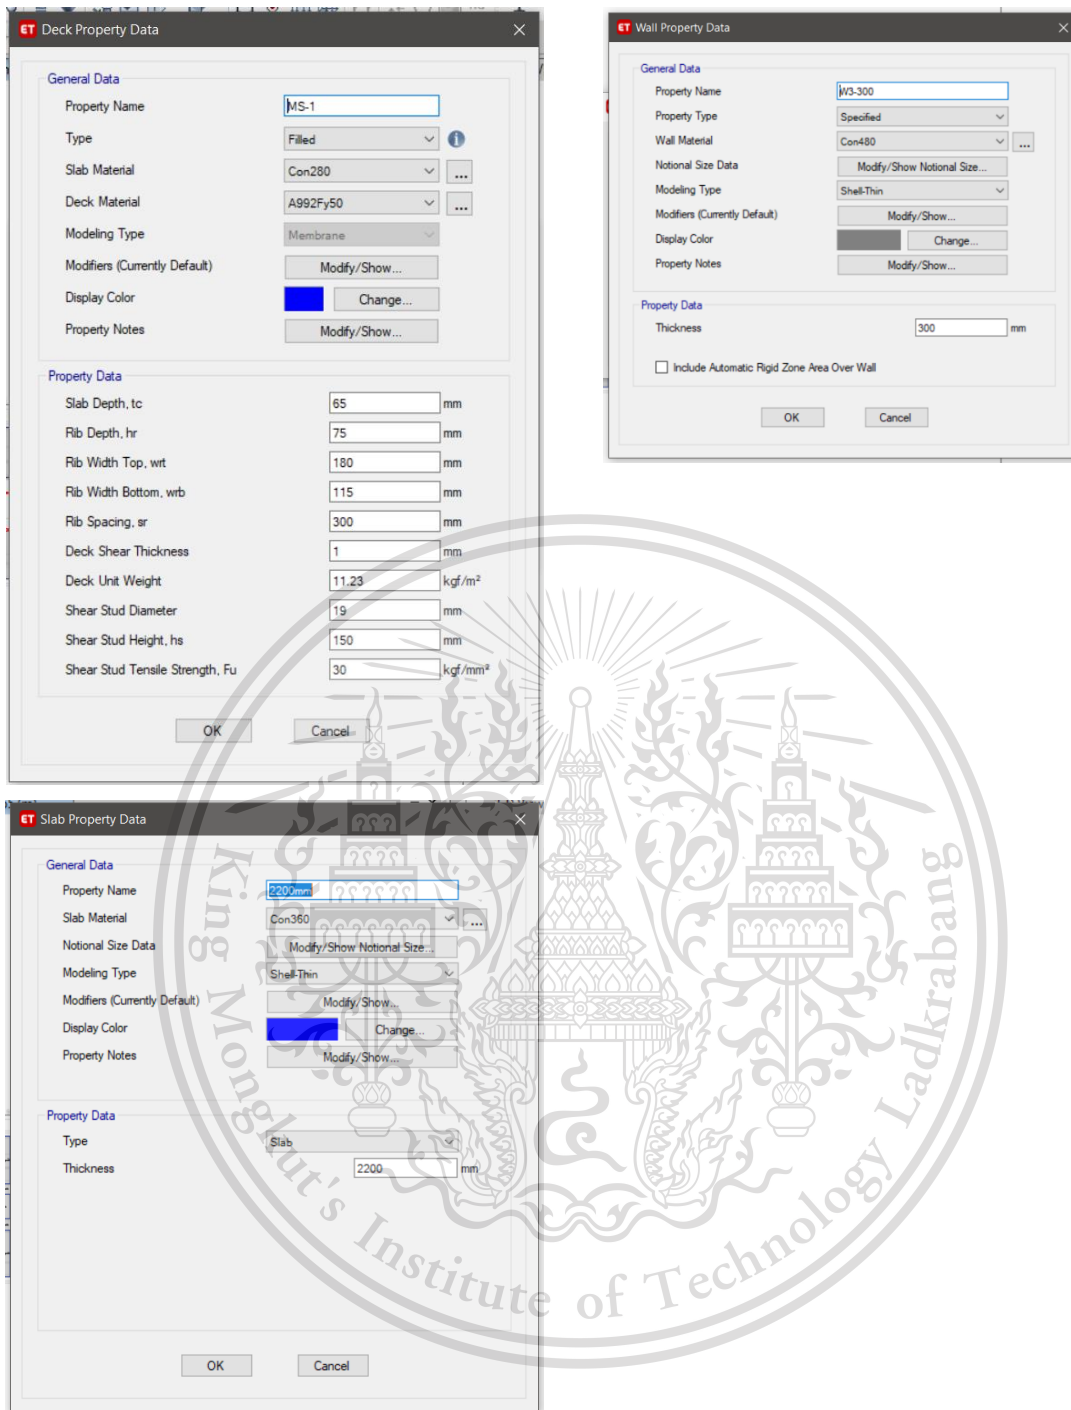 ET Deck Property Data
General Data
Property Name MS-1
Type Filled
Slab Material Con280 ...
Deck Material A992Fy50 ...
Modeling Type Membrane
Modifiers (Currently Default) Modify/Show...
Display Color Change...
Property Notes Modify/Show...
Property Data
Slab Depth, tc 65 mm
Rib Depth, hr 75 mm
Rib Width Top, wrt 180 mm
Rib Width Bottom, wrb 115 mm
Rib Spacing, sr 300 mm
Deck Shear Thickness 1 mm
Deck Unit Weight 11.23 kgf/m²
Shear Stud Diameter 19 mm
Shear Stud Height, hs 150 mm
Shear Stud Tensile Strength, Fu 30 kgf/mm²
OK Cancel
ET Wall Property Data
General Data
Property Name W3-300
Property Type Specified
Wall Material Con480 ...
Notional Size Data Modify/Show Notional Size...
Modeling Type Shell-Thin
Modifiers (Currently Default) Modify/Show...
Display Color Change...
Property Notes Modify/Show...
Property Data
Thickness 300 mm
Include Automatic Rigid Zone Area Over Wall
OK Cancel
ET Slab Property Data
General Data
Property Name 2200mm
Slab Material Con360 ...
Notional Size Data Modify/Show Notional Size...
Modeling Type Shell-Thin
Modifiers (Currently Default) Modify/Show...
Display Color Change...
Property Notes Modify/Show...
Property Data
Type Slab
Thickness 2200 mm
OK Cancel
King Mongkut's Institute of Technology Ladkrabang